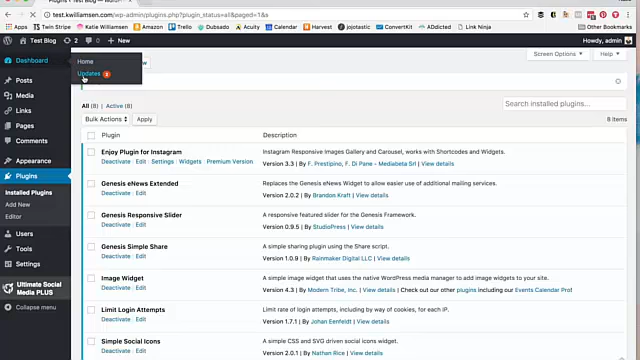 Plugins ‹ Test Blog — WordPr
test.kwilliamsen.com/wp-admin/plugins.php?plugin_status=all&paged=1&s
Apps
YTS
Twin Stripe
Katie Williamsen
Amazon
Trello
Dubsado
Acuity
Calendar
Harvest
jojotastic
ConvertKit
ADDitched
Link Ninja
Test Blog
2
New
Howdy, admin
Dashboard
Home
Updates
Screen Options
Help
Posts
Media
Links
Pages
Comments
Appearance
Plugins
Installed Plugins
Add New
Editor
Users
Tools
Settings
Ultimate Social
Media PLUS
Collapse menu
Search installed plugins...
All (8) | Active (8)
Bulk Actions
Apply
8 items
Plugin
Description
Enjoy Plugin for Instagram
Deactivate | Edit | Settings | Widgets | Premium Version
Instagram Responsive Images Gallery and Carousel, works with Shortcodes and Widgets.
Version 3.3 | By F. Prestipino, F. Di Pane - Mediabeta Srl | View details
Genesis eNews Extended
Deactivate | Edit
Replaces the Genesis eNews Widget to allow easier use of additional mailing services.
Version 2.0.2 | By Brandon Kraft | View details
Genesis Responsive Slider
Deactivate | Edit
A responsive featured slider for the Genesis Framework.
Version 0.9.5 | By StudioPress | View details
Genesis Simple Share
Deactivate | Edit
A simple sharing plugin using the Share script.
Version 1.0.9 | By Rainmaker Digital LLC | View details
Image Widget
Deactivate | Edit
A simple image widget that uses the native WordPress media manager to add image widgets to your site.
Version 4.3 | By Modern Tribe, Inc. | View details | Check out our other plugins including our Events Calendar Prof
Limit Login Attempts
Deactivate | Edit
Limit rate of login attempts, including by way of cookies, for each IP.
Version 1.7.1 | By Johan Eenfeldt | View details
Simple Social Icons
Deactivate | Edit
A simple CSS and SVG driven social icons widget.
Version 2.0.1 | By Nathan Rice | View details